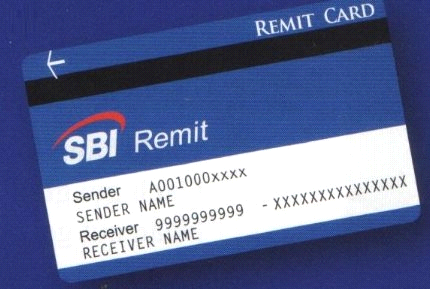 REMIT CARD
SBI Remit
Sender A001000xxxx
SENDER NAME
Receiver 9999999999 - XXXXXXXXXXXXXXX
RECEIVER NAME